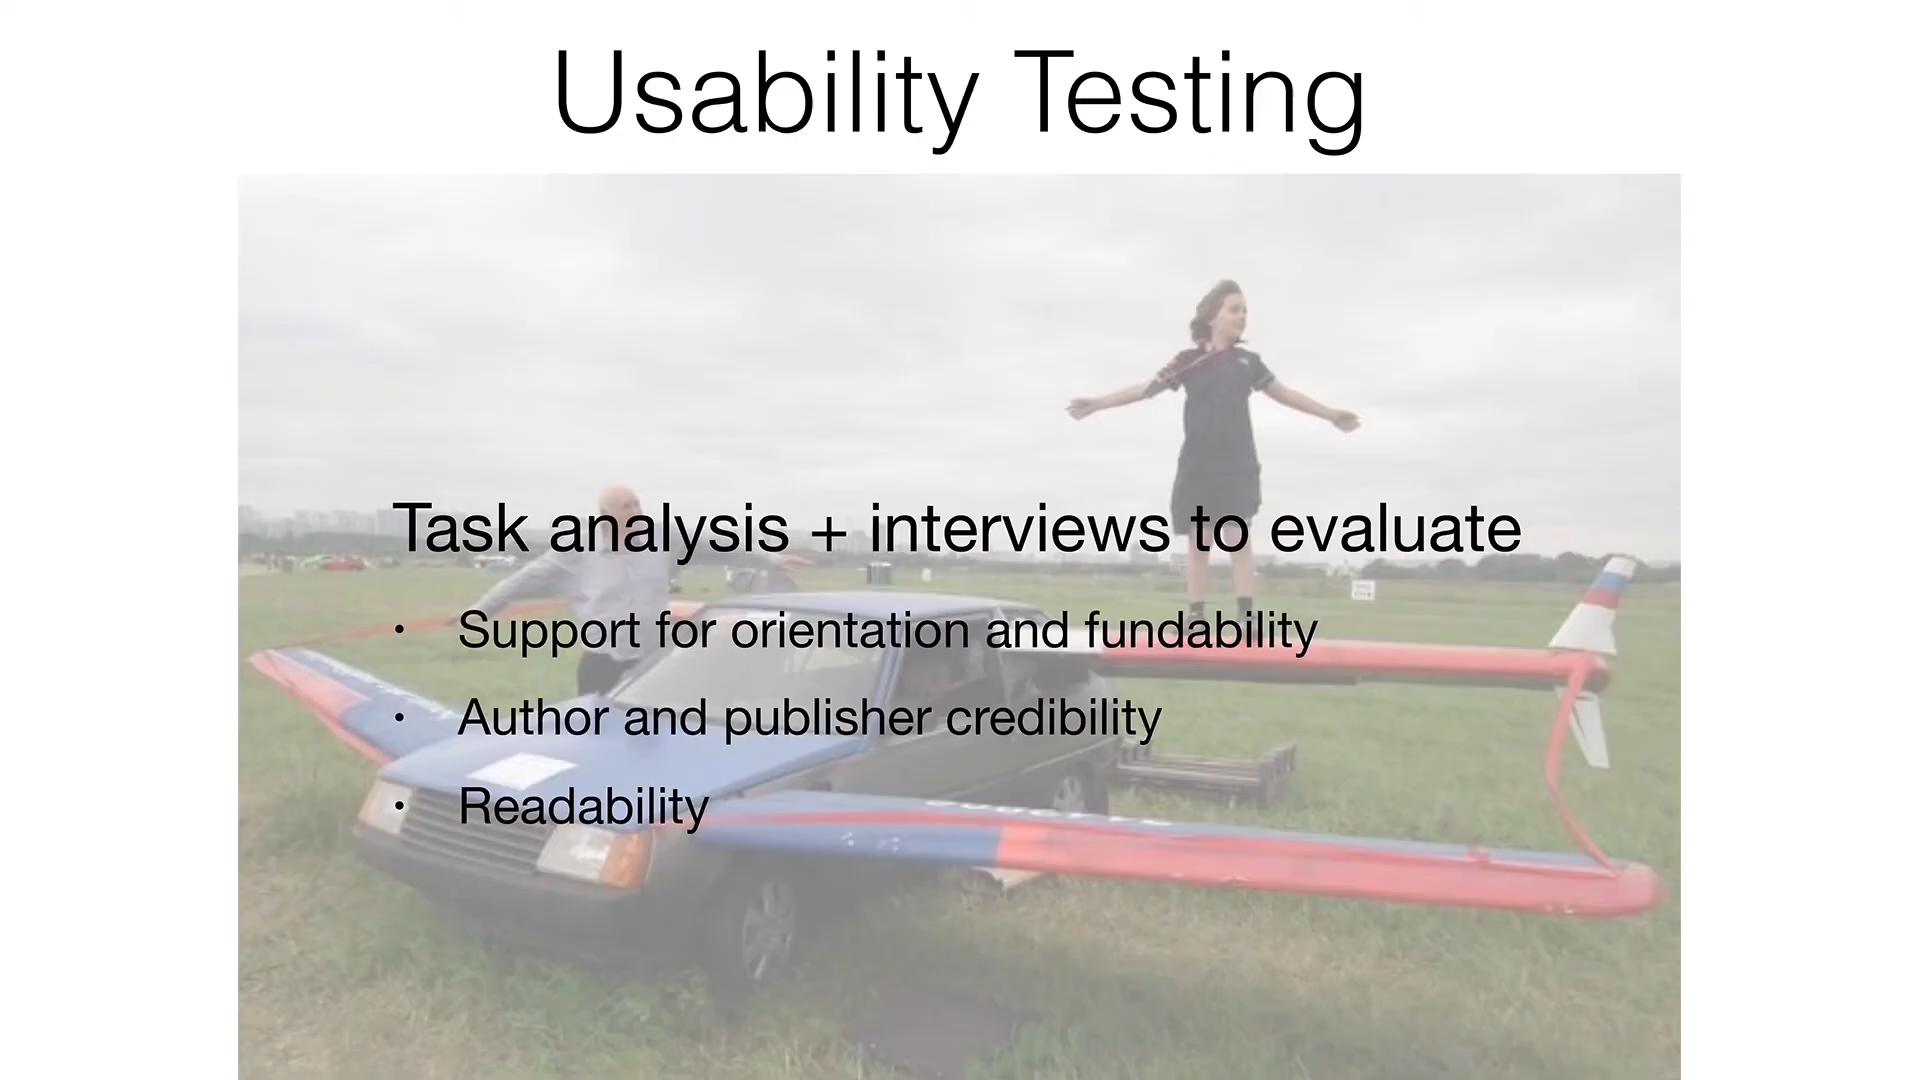 Usability Testing
Task analysis + interviews to evaluate
• Support for orientation and fundability
• Author and publisher credibility
• Readability